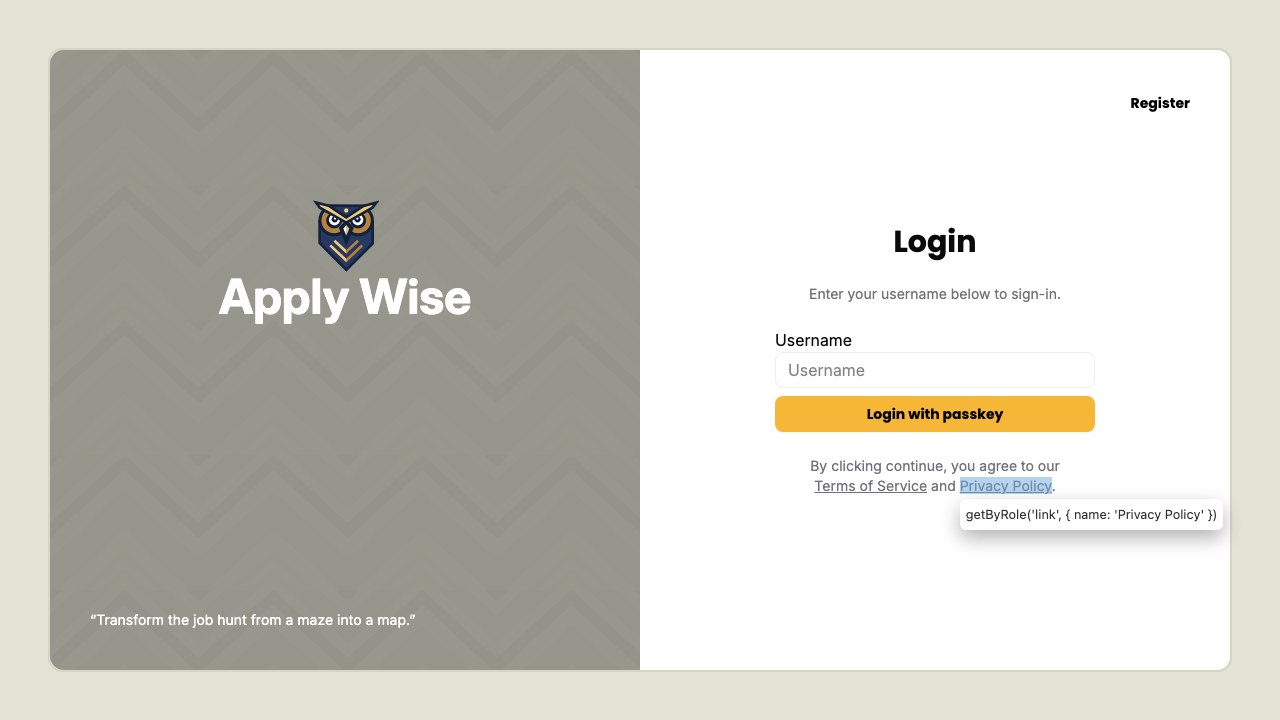 Apply Wise
“Transform the job hunt from a maze into a map.”
Register
Login
Enter your username below to sign-in.
Username
Username
Login with passkey
By clicking continue, you agree to our
Terms of Service and Privacy Policy.
getByRole('link', { name: 'Privacy Policy' })